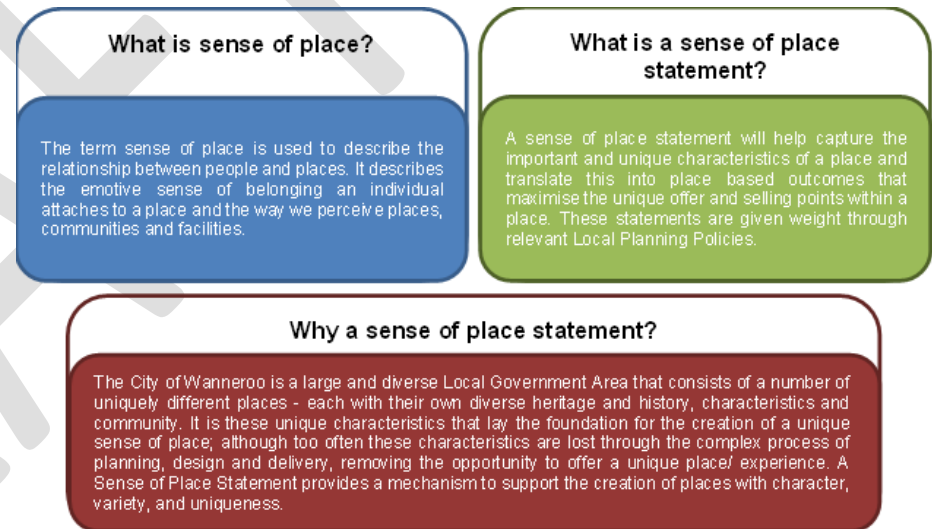 What is sense of place?
The term sense of place is used to describe the
relationship between people and places. It describes
the emotive sense of belonging an individual
attaches to a place and the way we perceive places,
communities and facilities.
What is a sense of place
statement?
A sense of place statement will help capture the
important and unique characteristics of a place and
translate this into place based outcomes that
maximise the unique offer and selling points within a
place. These statements are given weight through
relevant Local Planning Policies.
Why a sense of place statement?
The City of Wanneroo is a large and diverse Local Government Area that consists of a number of
uniquely different places - each with their own diverse heritage and history, characteristics and
community. It is these unique characteristics that lay the foundation for the creation of a unique
sense of place; although too often these characteristics are lost through the complex process of
planning, design and delivery, removing the opportunity to offer a unique place/ experience. A
Sense of Place Statement provides a mechanism to support the creation of places with character,
variety, and uniqueness.